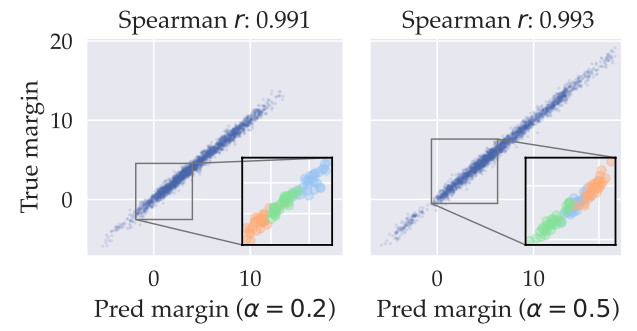 Spearman r: 0.991 Spearman r: 0.993
20
10
0
True margin
0 10 0 10
Pred margin (α = 0.2) Pred margin (α = 0.5)